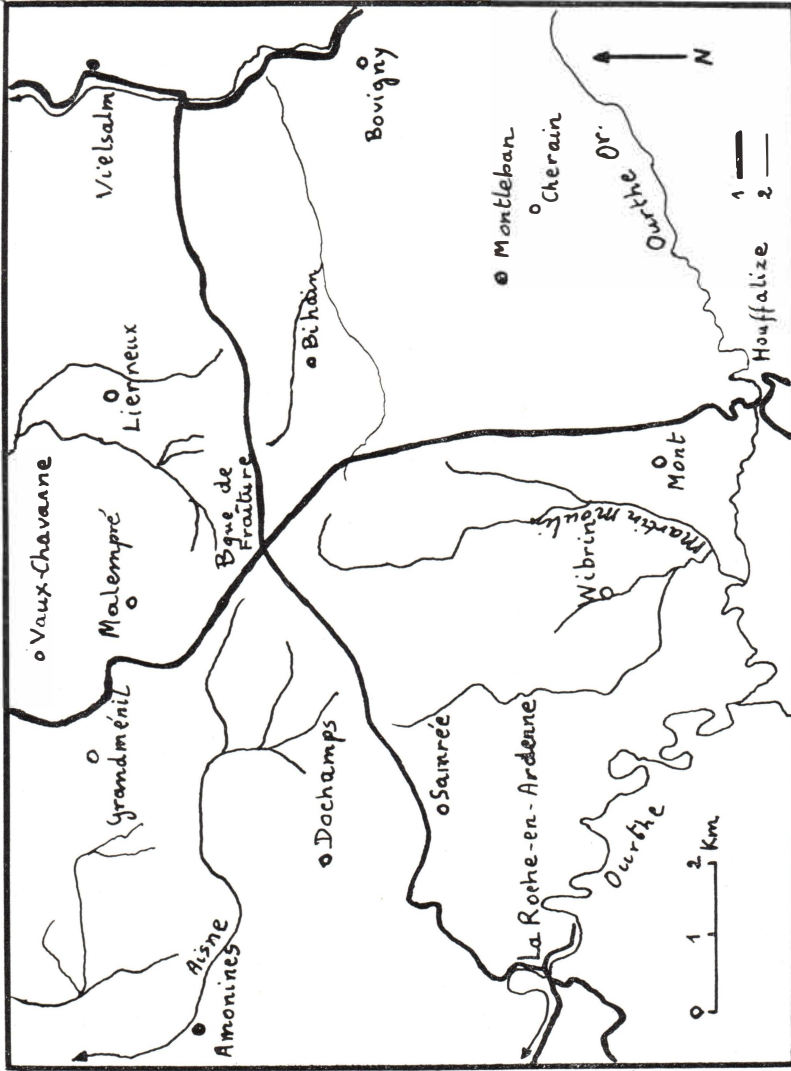 Vaux-Chavanne
Vielsalm
Malempré
Grandménil
Lierneux
Aisne
Amonines
Bque de
Fraiture
Bihain
Dochamps
Bovigny
Samrée
Montleban
La Roche-en-Ardenne
Cherain
Wibrin
Martin Moulin
Ourthe Or.
Ourthe
Mont
N
0 1 2 Km
1
2
Houffalize